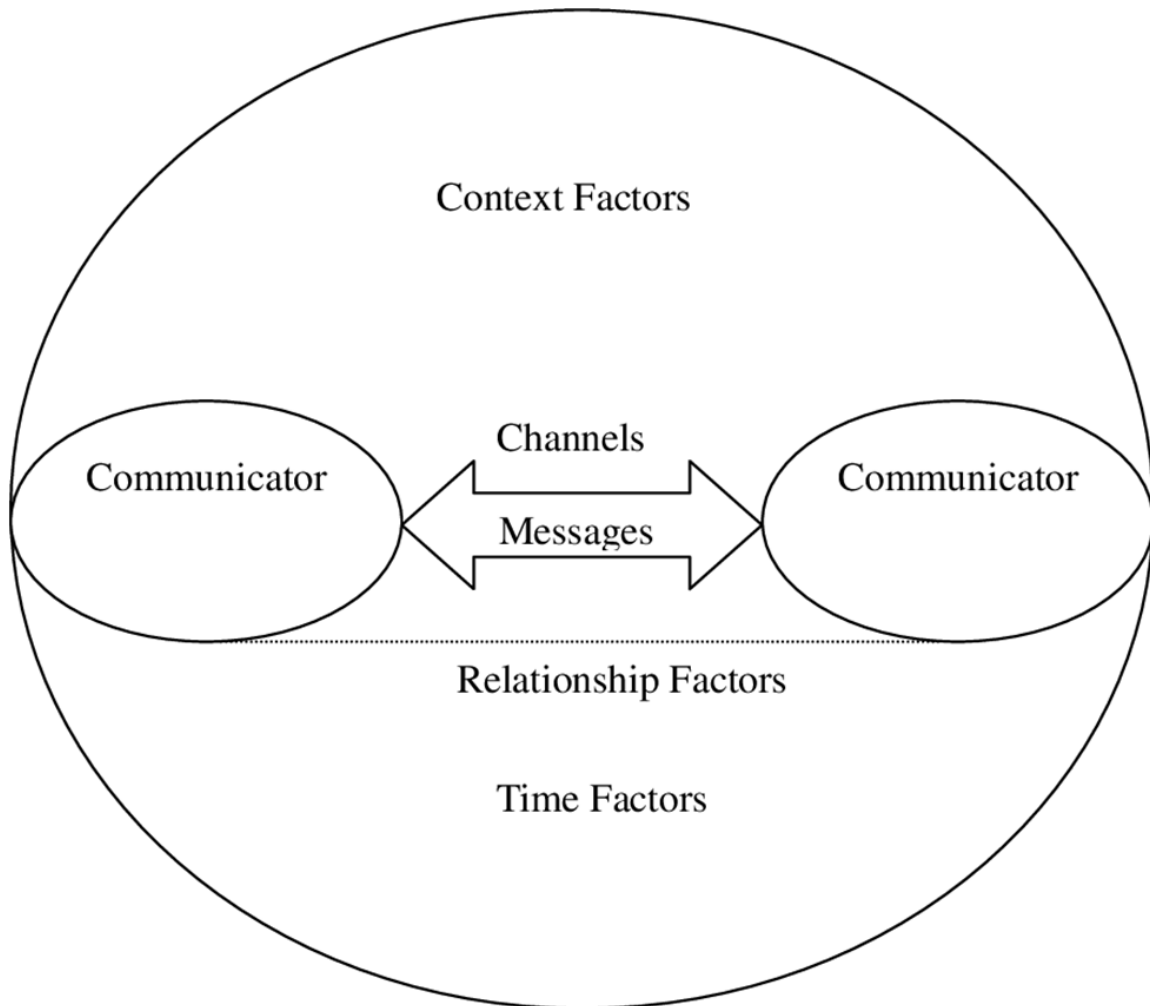 Context Factors
Channels
Communicator
Communicator
Messages
Relationship Factors
Time Factors